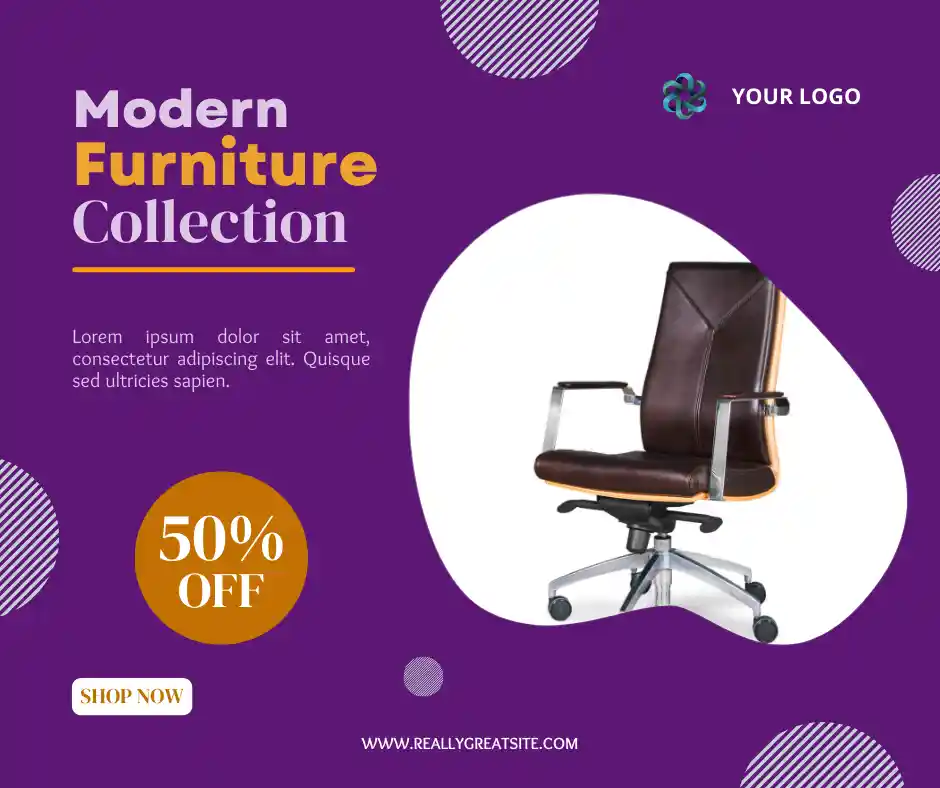 YOUR LOGO
Modern
Furniture
Collection
Lorem ipsum dolor sit amet,
consectetur adipiscing elit. Quisque
sed ultricies sapien.
50%
OFF
SHOP NOW
WWW.REALLYGREATSITE.COM